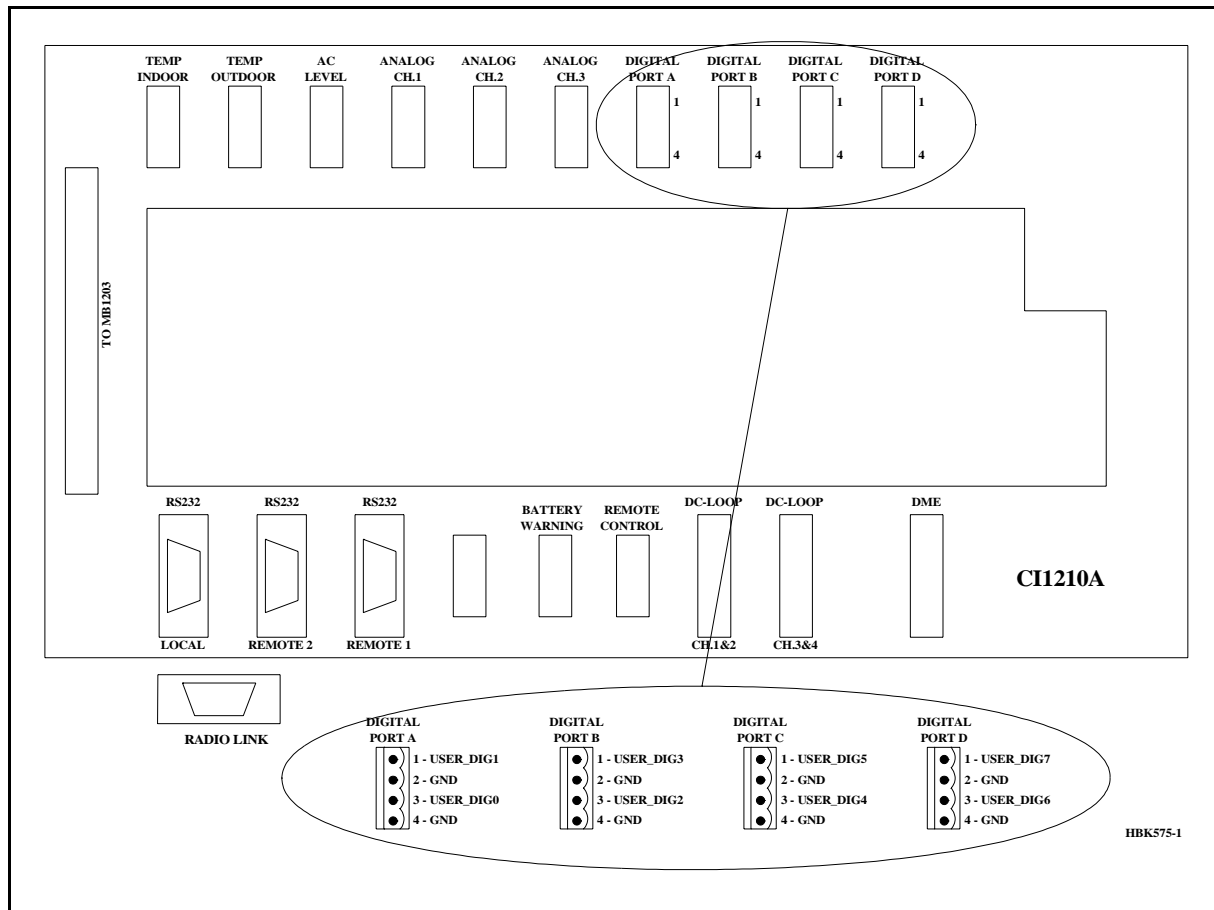 TEMP INDOOR
TEMP OUTDOOR
AC LEVEL
ANALOG CH.1
ANALOG CH.2
ANALOG CH.3
DIGITAL PORT A
1
4
DIGITAL PORT B
1
4
DIGITAL PORT C
1
4
DIGITAL PORT D
1
4
TO MB1203
RS232
LOCAL
RS232
REMOTE 2
RS232
REMOTE 1
BATTERY WARNING
REMOTE CONTROL
DC-LOOP
CH.1&2
DC-LOOP
CH.3&4
DME
CI1210A
RADIO LINK
DIGITAL
PORT A
1 - USER_DIG1
2 - GND
3 - USER_DIG0
4 - GND
DIGITAL
PORT B
1 - USER_DIG3
2 - GND
3 - USER_DIG2
4 - GND
DIGITAL
PORT C
1 - USER_DIG5
2 - GND
3 - USER_DIG4
4 - GND
DIGITAL
PORT D
1 - USER_DIG7
2 - GND
3 - USER_DIG6
4 - GND
HBK575-1